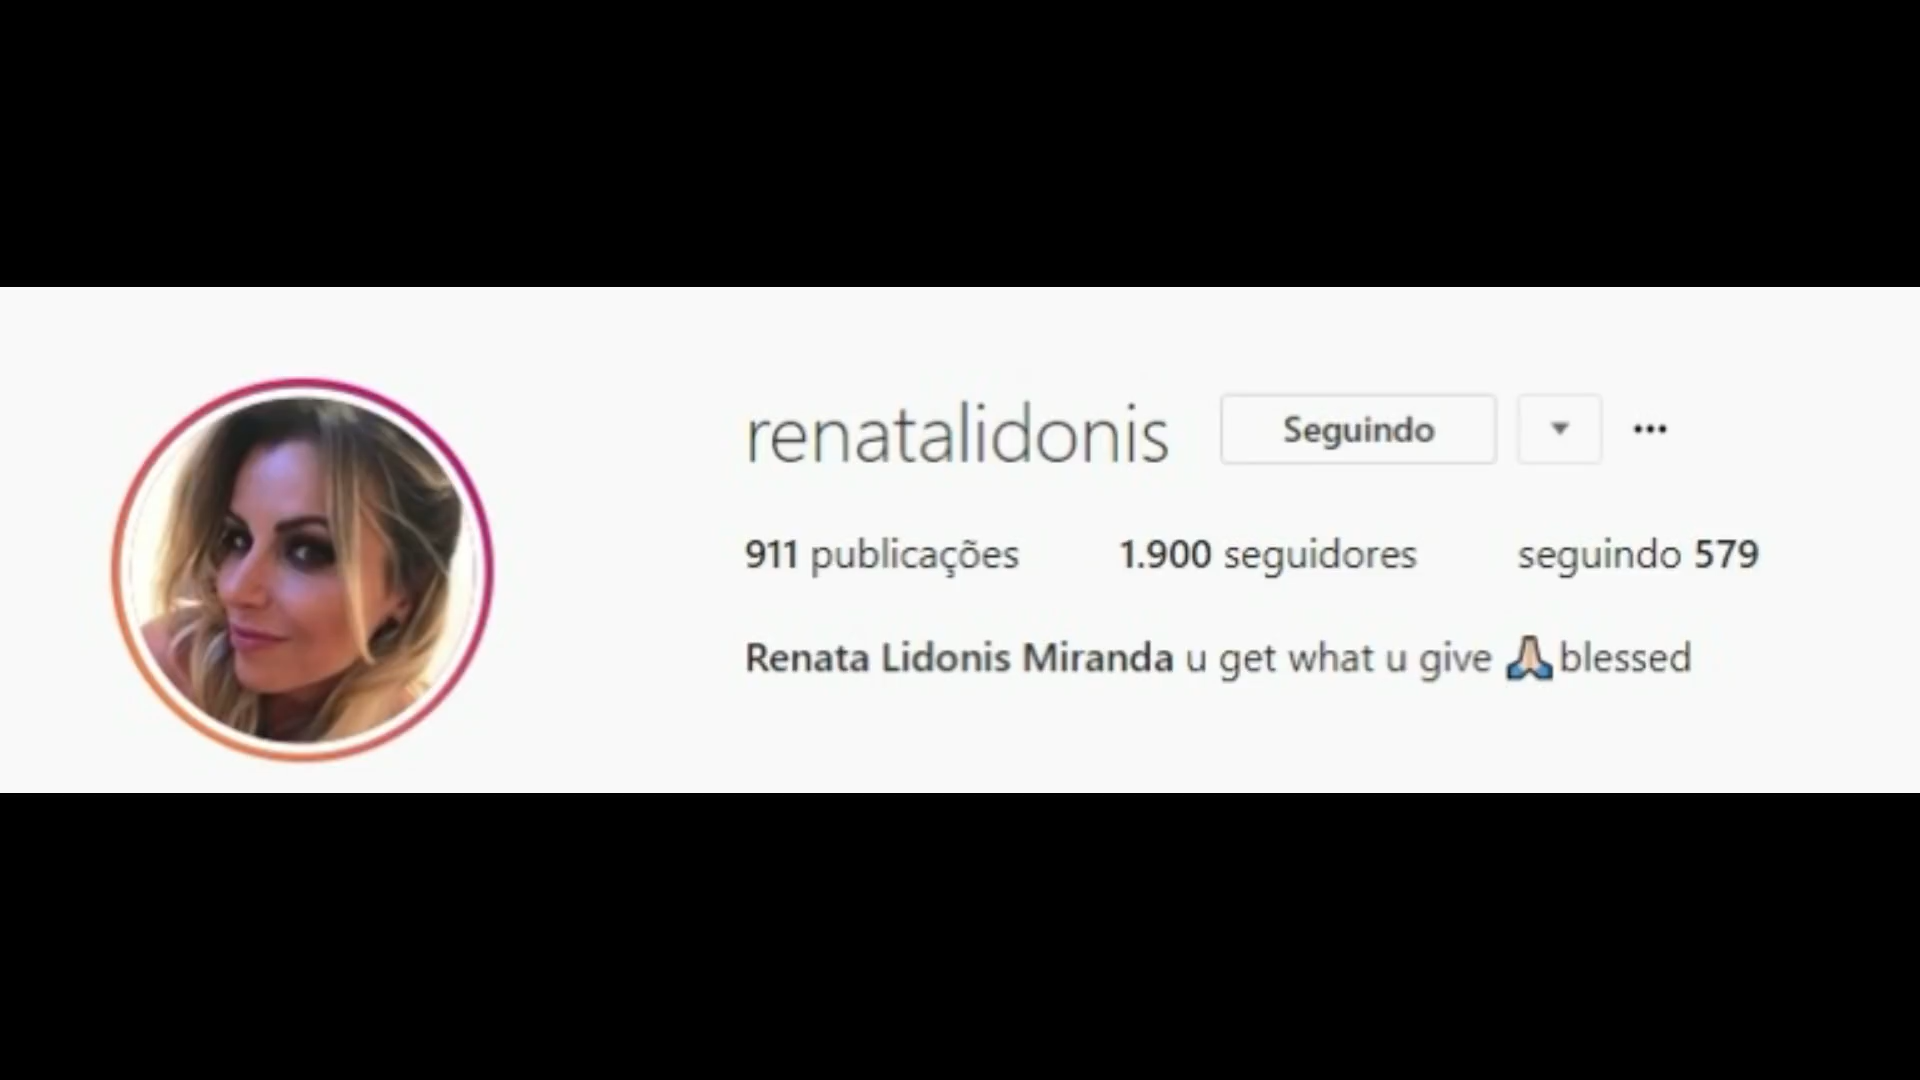 renatalidonis Seguindo
911 publicações 1.900 seguidores seguindo 579
Renata Lidonis Miranda u get what u give 🙏🏻blessed